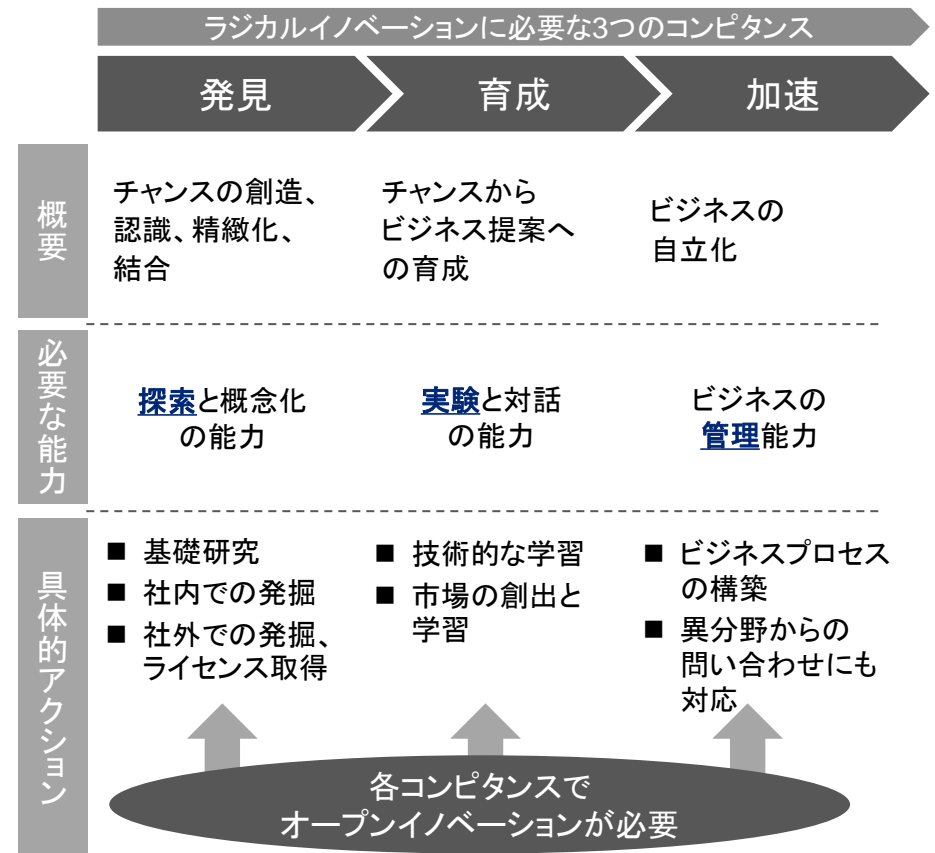 ラジカルイノベーションに必要な3つのコンピタンス
発見
育成
加速
概要
チャンスの創造、
認識、精緻化、
結合
チャンスから
ビジネス提案へ
の育成
ビジネスの
自立化
必要な能力
探索と概念化
の能力
実験と対話
の能力
ビジネスの
管理能力
具体的アクション
■ 基礎研究
■ 社内での発掘
■ 社外での発掘、
ライセンス取得
■ 技術的な学習
■ 市場の創出と
学習
■ ビジネスプロセス
の構築
■ 異分野からの
問い合わせにも
対応
各コンピタンスで
オープンイノベーションが必要